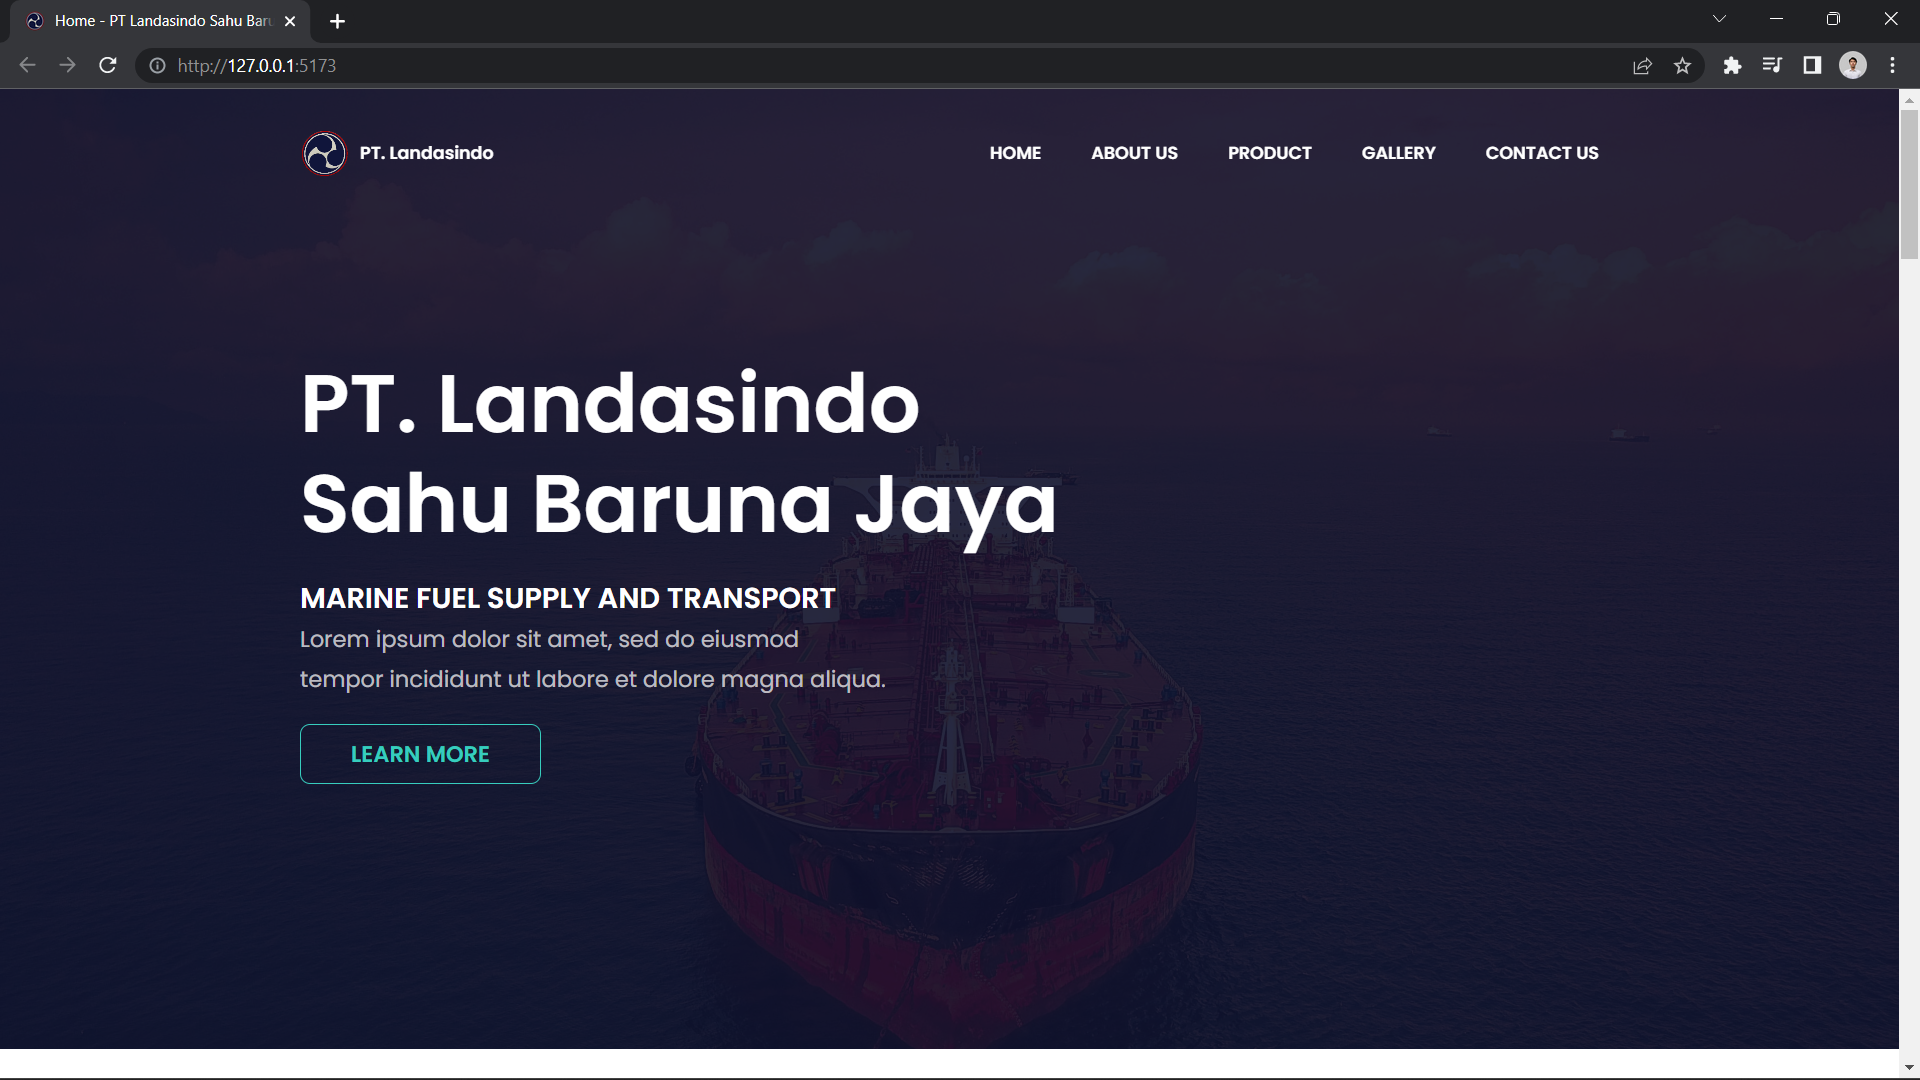 Home - PT Landasindo Sahu Baru
http://127.0.0.1:5173
PT. Landasindo
HOME
ABOUT US
PRODUCT
GALLERY
CONTACT US
PT. Landasindo
Sahu Baruna Jaya
MARINE FUEL SUPPLY AND TRANSPORT
Lorem ipsum dolor sit amet, sed do eiusmod
tempor incididunt ut labore et dolore magna aliqua.
LEARN MORE